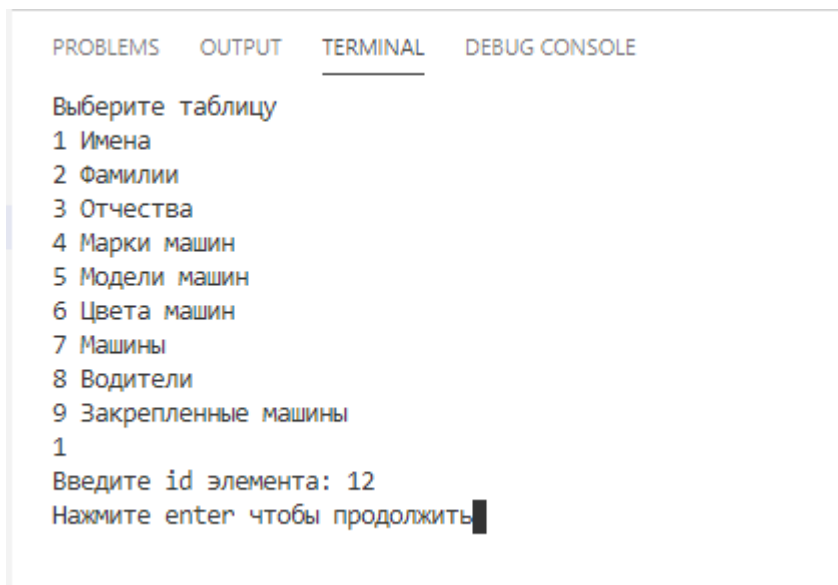 PROBLEMS OUTPUT TERMINAL DEBUG CONSOLE
Выберите таблицу
1 Имена
2 Фамилии
3 Отчества
4 Марки машин
5 Модели машин
6 Цвета машин
7 Машины
8 Водители
9 Закрепленные машины
1
Введите id элемента: 12
Нажмите enter чтобы продолжить